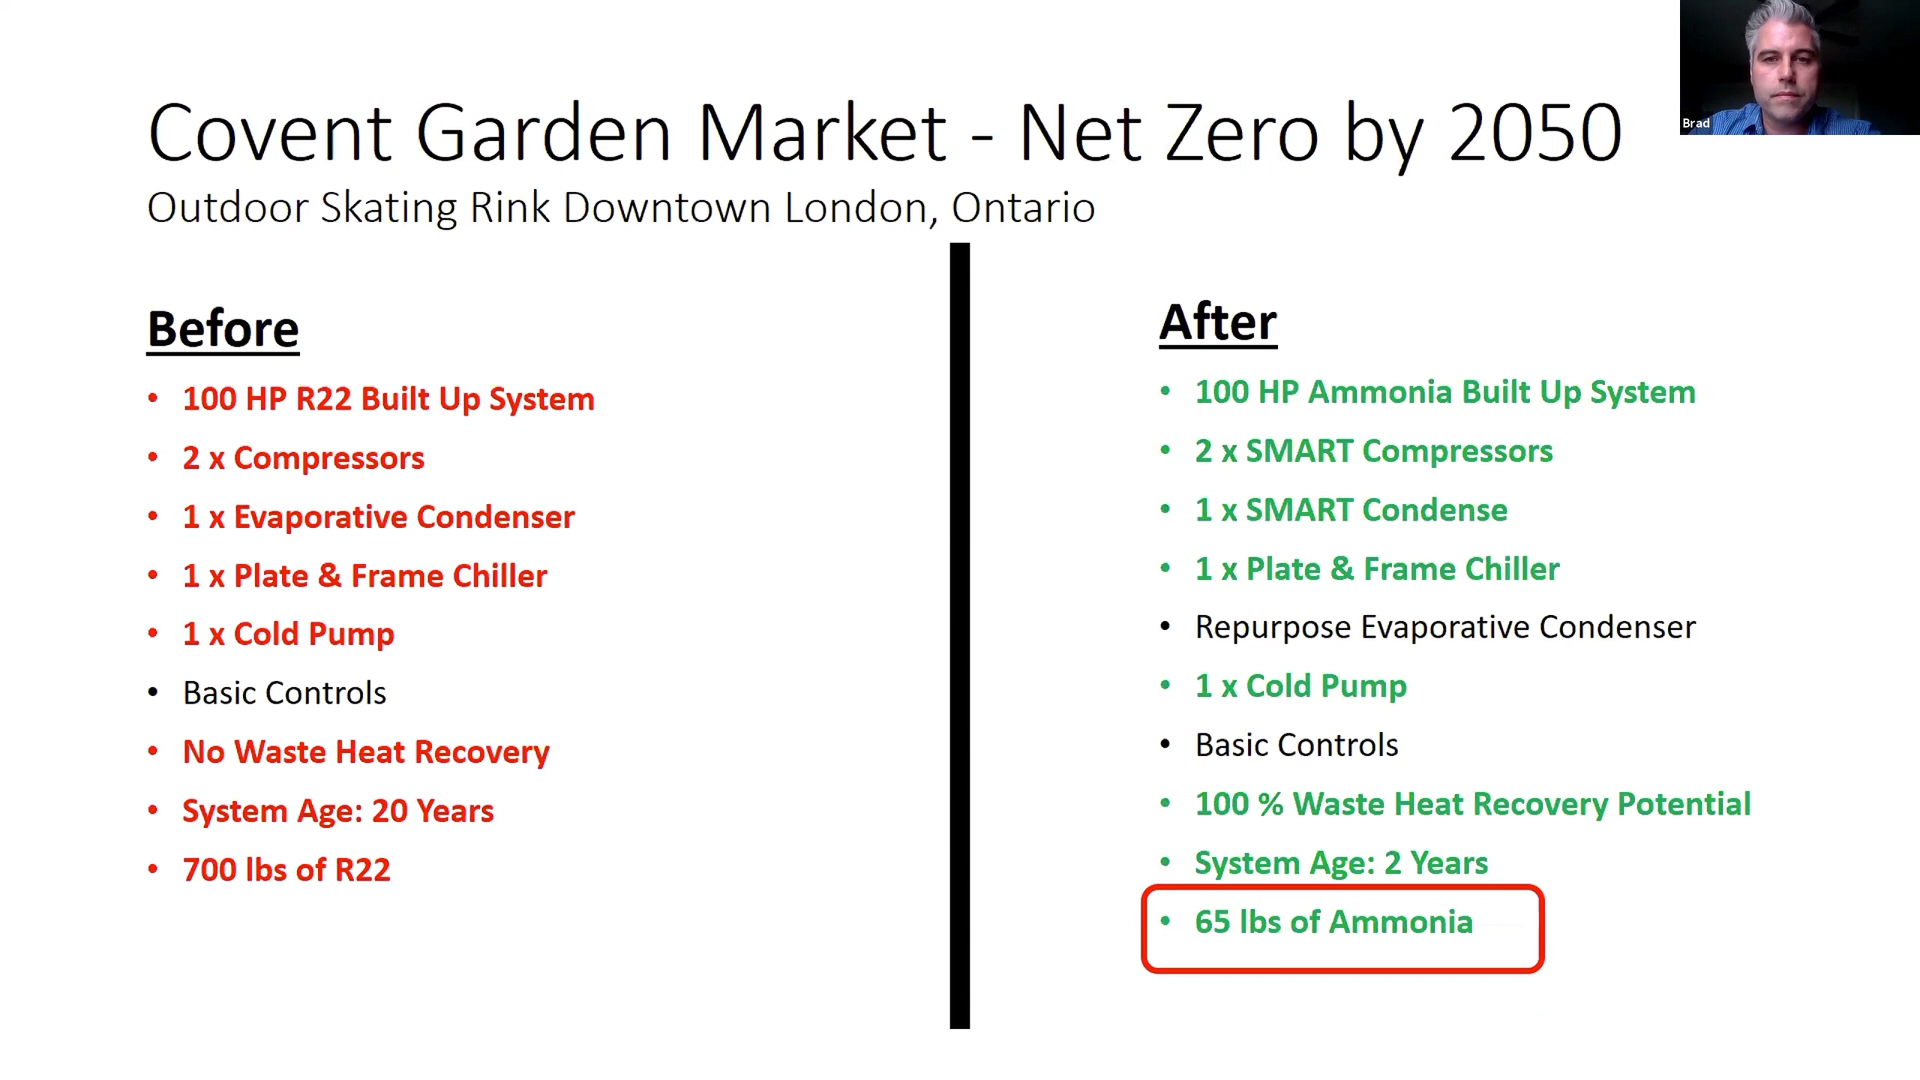 Covent Garden Market - Net Zero by 2050
Outdoor Skating Rink Downtown London, Ontario
Brad
Before
• 100 HP R22 Built Up System
• 2 x Compressors
• 1 x Evaporative Condenser
• 1 x Plate & Frame Chiller
• 1 x Cold Pump
• Basic Controls
• No Waste Heat Recovery
• System Age: 20 Years
• 700 lbs of R22
After
• 100 HP Ammonia Built Up System
• 2 x SMART Compressors
• 1 x SMART Condense
• 1 x Plate & Frame Chiller
• Repurpose Evaporative Condenser
• 1 x Cold Pump
• Basic Controls
• 100 % Waste Heat Recovery Potential
• System Age: 2 Years
• 65 lbs of Ammonia